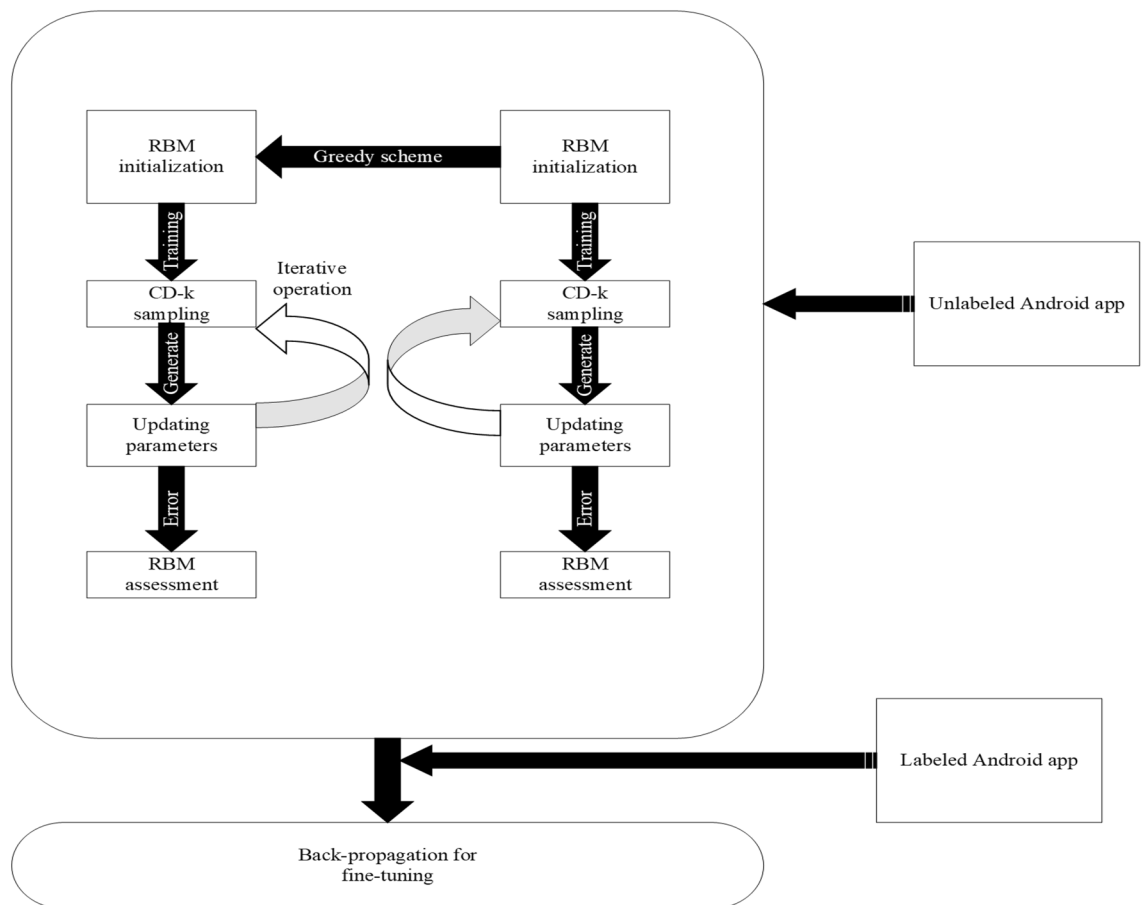 RBM
initialization
Greedy scheme
RBM
initialization
Training
Training
CD-k
sampling
Iterative
operation
CD-k
sampling
Unlabeled Android app
Generate
Generate
Updating
parameters
Updating
parameters
Error
Error
RBM
assessment
RBM
assessment
Labeled Android app
Back-propagation for
fine-tuning